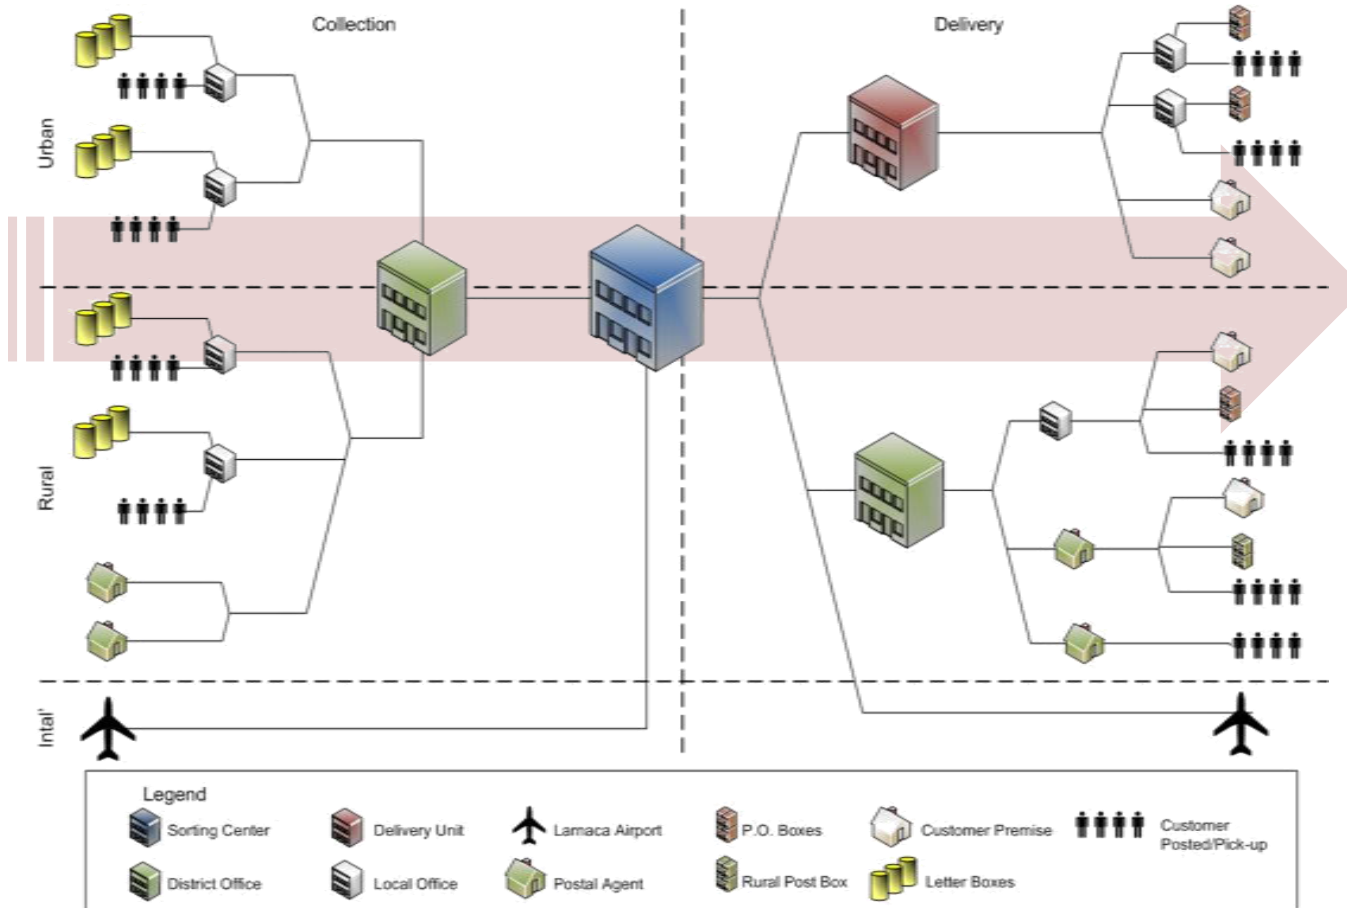 Collection
Delivery
Urban
Rural
Intal'
Legend
Sorting Center
Delivery Unit
Larnaca Airport
P.O. Boxes
Customer Premise
Customer
Posted/Pick-up
District Office
Local Office
Postal Agent
Rural Post Box
Letter Boxes